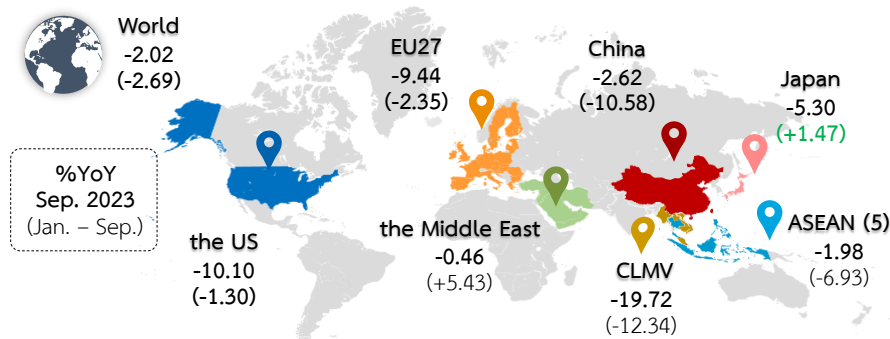 World
-2.02
(-2.69)
EU27
-9.44
(-2.35)
China
-2.62
(-10.58)
Japan
-5.30
(+1.47)
%YoY
Sep. 2023
(Jan. – Sep.)
the US
-10.10
(-1.30)
the Middle East
-0.46
(+5.43)
CLMV
-19.72
(-12.34)
ASEAN (5)
-1.98
(-6.93)